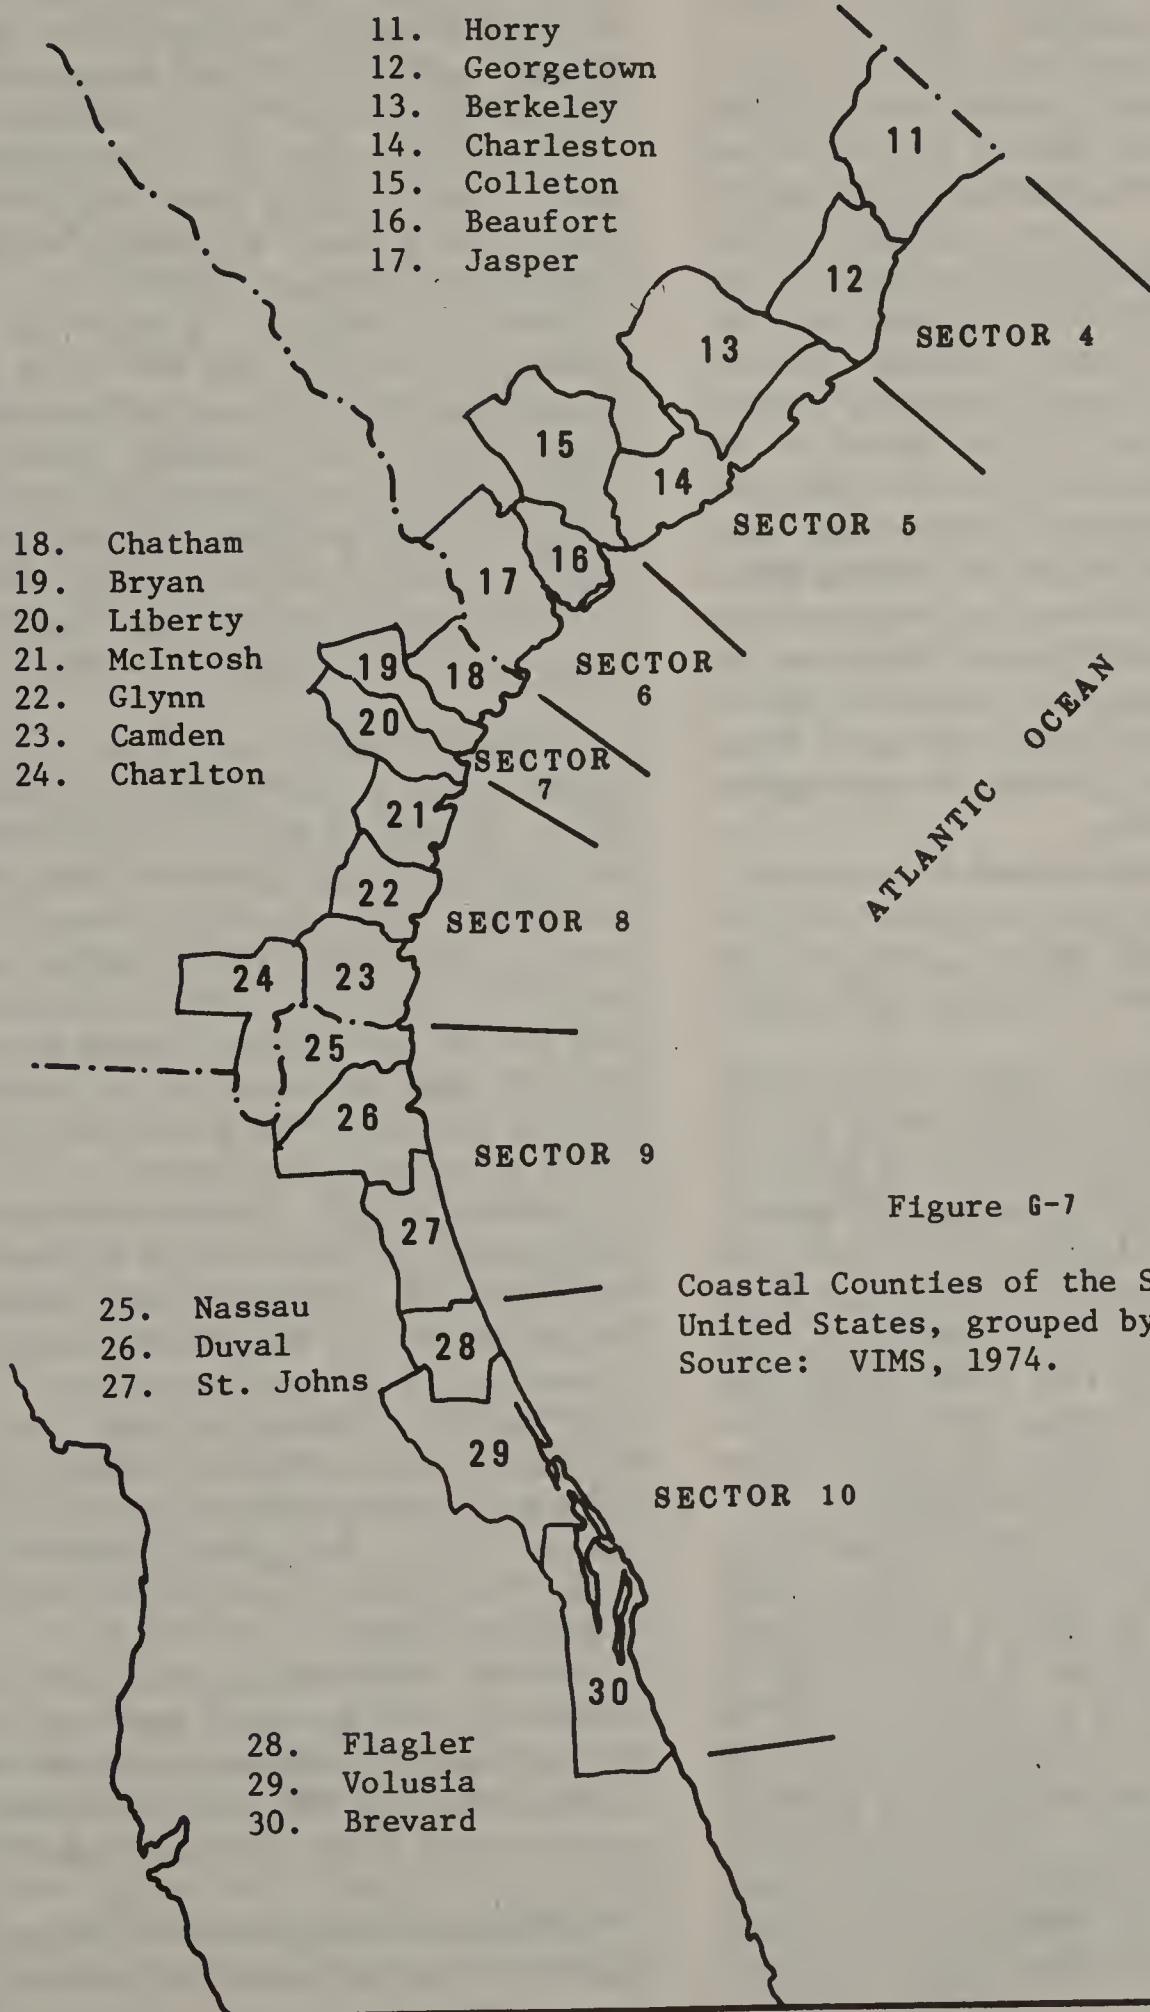 11. Horry
12. Georgetown
13. Berkeley
14. Charleston
15. Colleton
16. Beaufort
17. Jasper
11
12
SECTOR 4
13
15
14
SECTOR 5
18. Chatham
19. Bryan
20. Liberty
21. McIntosh
22. Glynn
23. Camden
24. Charlton
16
17
SECTOR
6
19
18
20
SECTOR
7
ATLANTIC OCEAN
21
22
SECTOR 8
24
23
25
26
SECTOR 9
27
Figure G-7
Coastal Counties of the S
United States, grouped by
Source: VIMS, 1974.
25. Nassau
26. Duval
27. St. Johns
28
29
SECTOR 10
30
28. Flagler
29. Volusia
30. Brevard